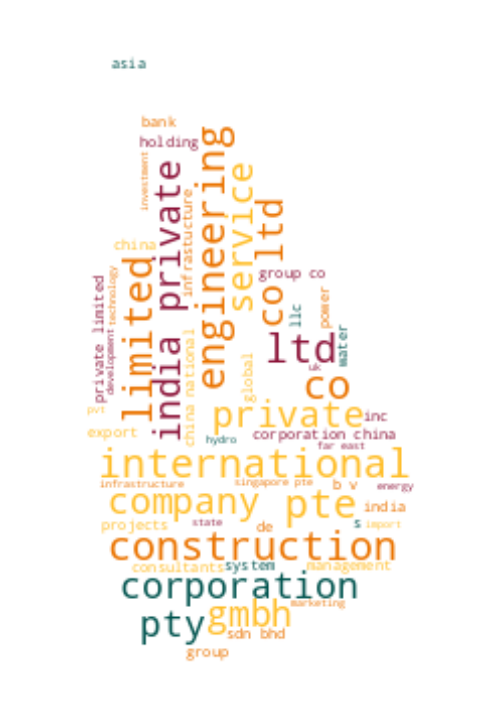 asia
bank
holding
investment
india private
engineering
infrastucture
service
co ltd
china
limited
technology
private limited
development
china national
group co
llc
power
water
ltd
uk
global
co
pvt
private
inc
export
hydro
corporation china
far east
international
infrastructure
singapore pte
b v
energy
company
pte
india
projects
state
de
s
import
construction
consultants
system
management
corporation
marketing
pty
gmbh
sdn bhd
group